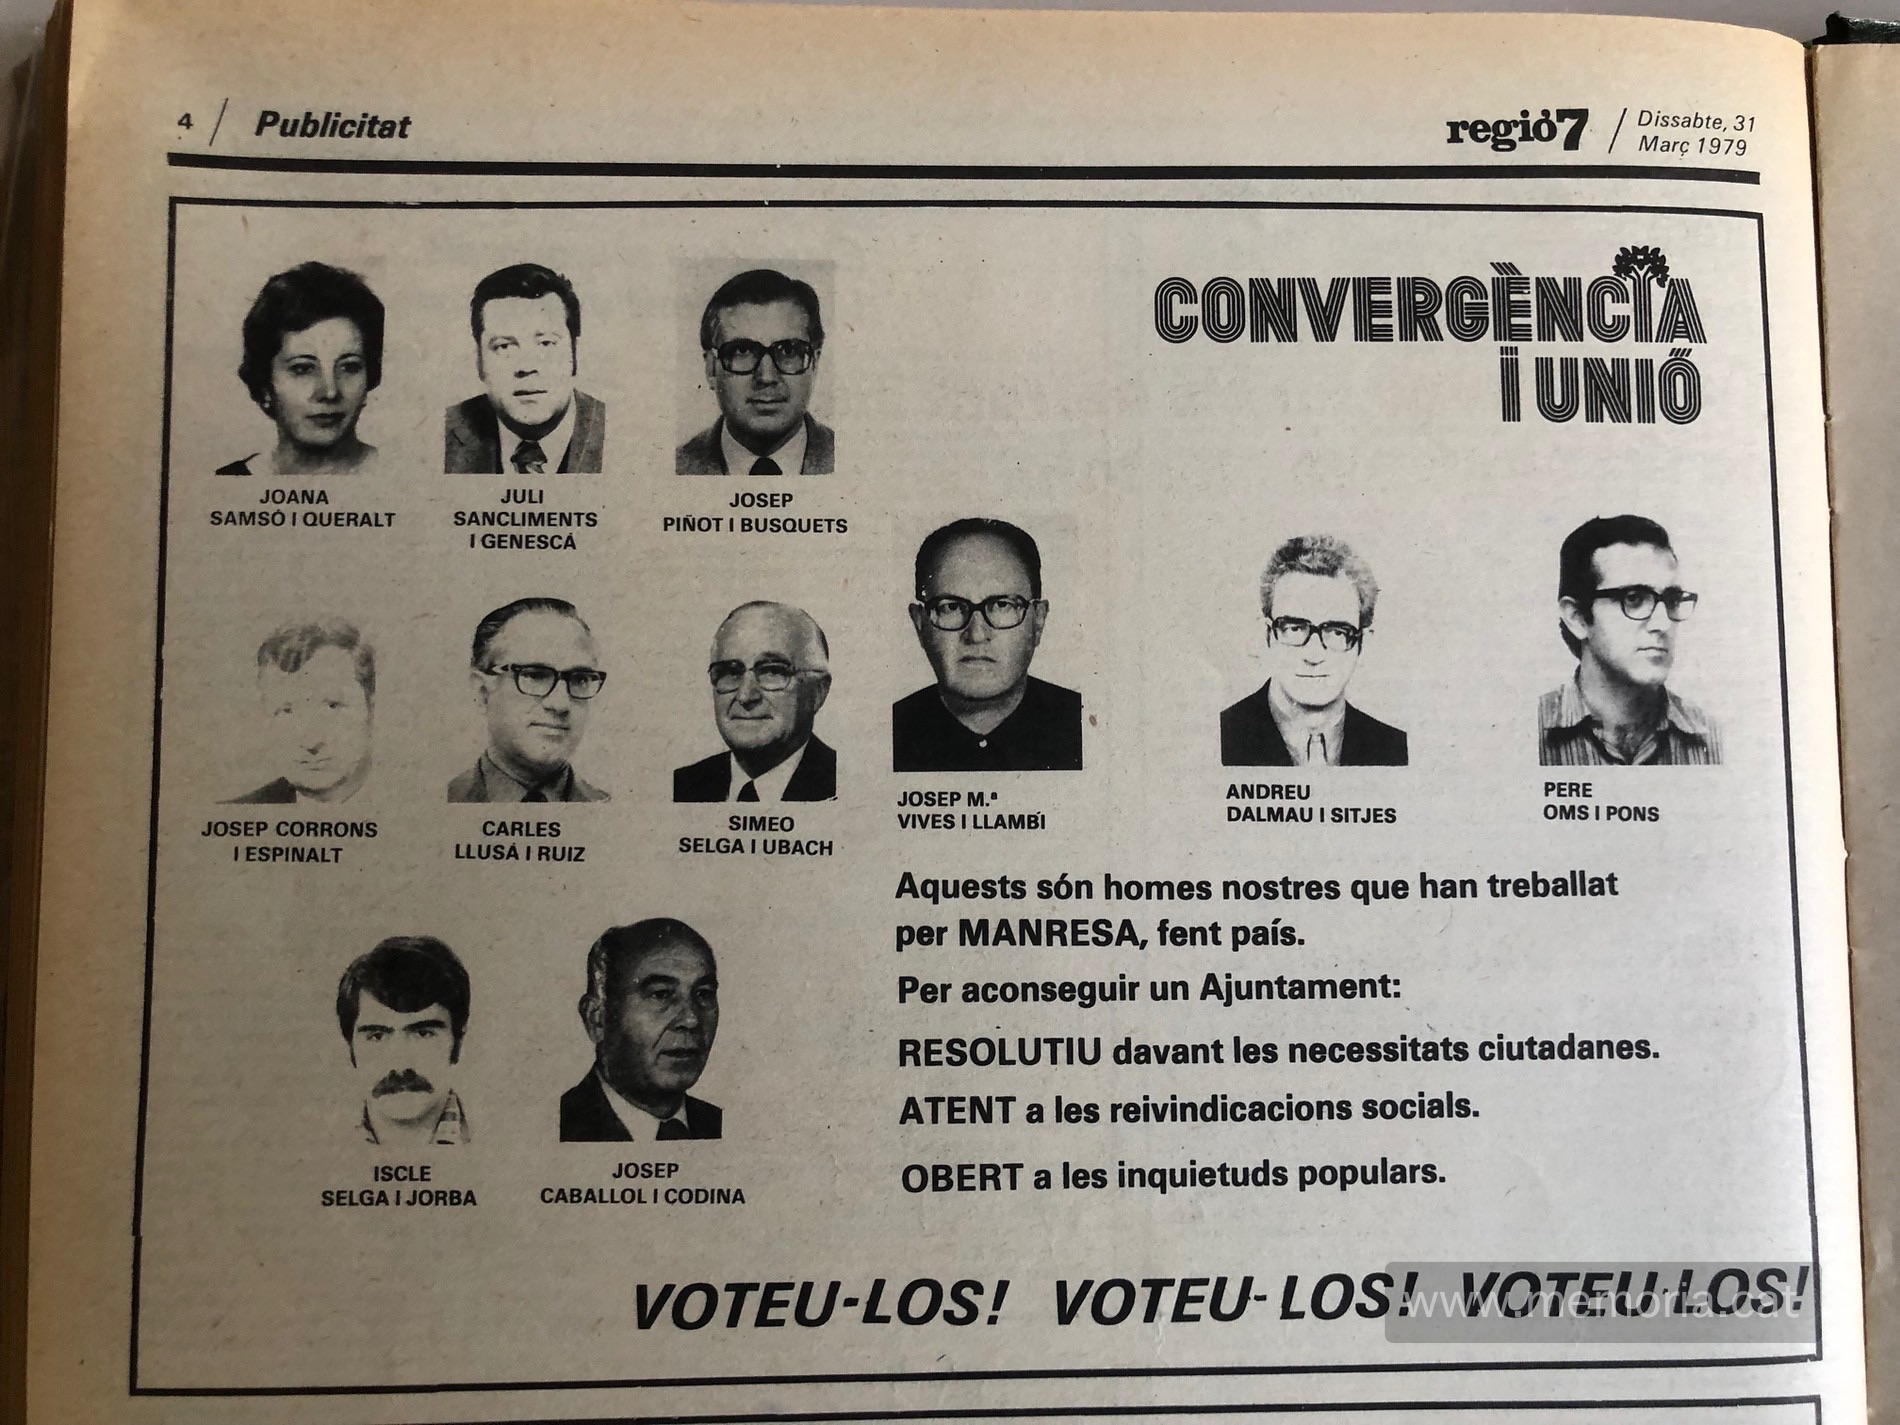 4 / Publicitat
regió7 / Dissabte, 31
Març 1979
CONVERGÈNCIA
I UNIÓ
JOANA
SAMSÓ I QUERALT
JULI
SANCLIMENTS
I GENESCÀ
JOSEP
PIÑOT I BUSQUETS
JOSEP CORRONS
I ESPINALT
CARLES
LLUSÀ I RUIZ
SIMEO
SELGA I UBACH
JOSEP M.ª
VIVES I LLAMBÍ
ANDREU
DALMAU I SITJES
PERE
OMS I PONS
ISCLE
SELGA I JORBA
JOSEP
CABALLOL I CODINA
Aquests són homes nostres que han treballat
per MANRESA, fent país.
Per aconseguir un Ajuntament:
RESOLUTIU davant les necessitats ciutadanes.
ATENT a les reivindicacions socials.
OBERT a les inquietuds populars.
VOTEU-LOS! VOTEU-LOS! VOTEU-LOS!
www.memoria.cat